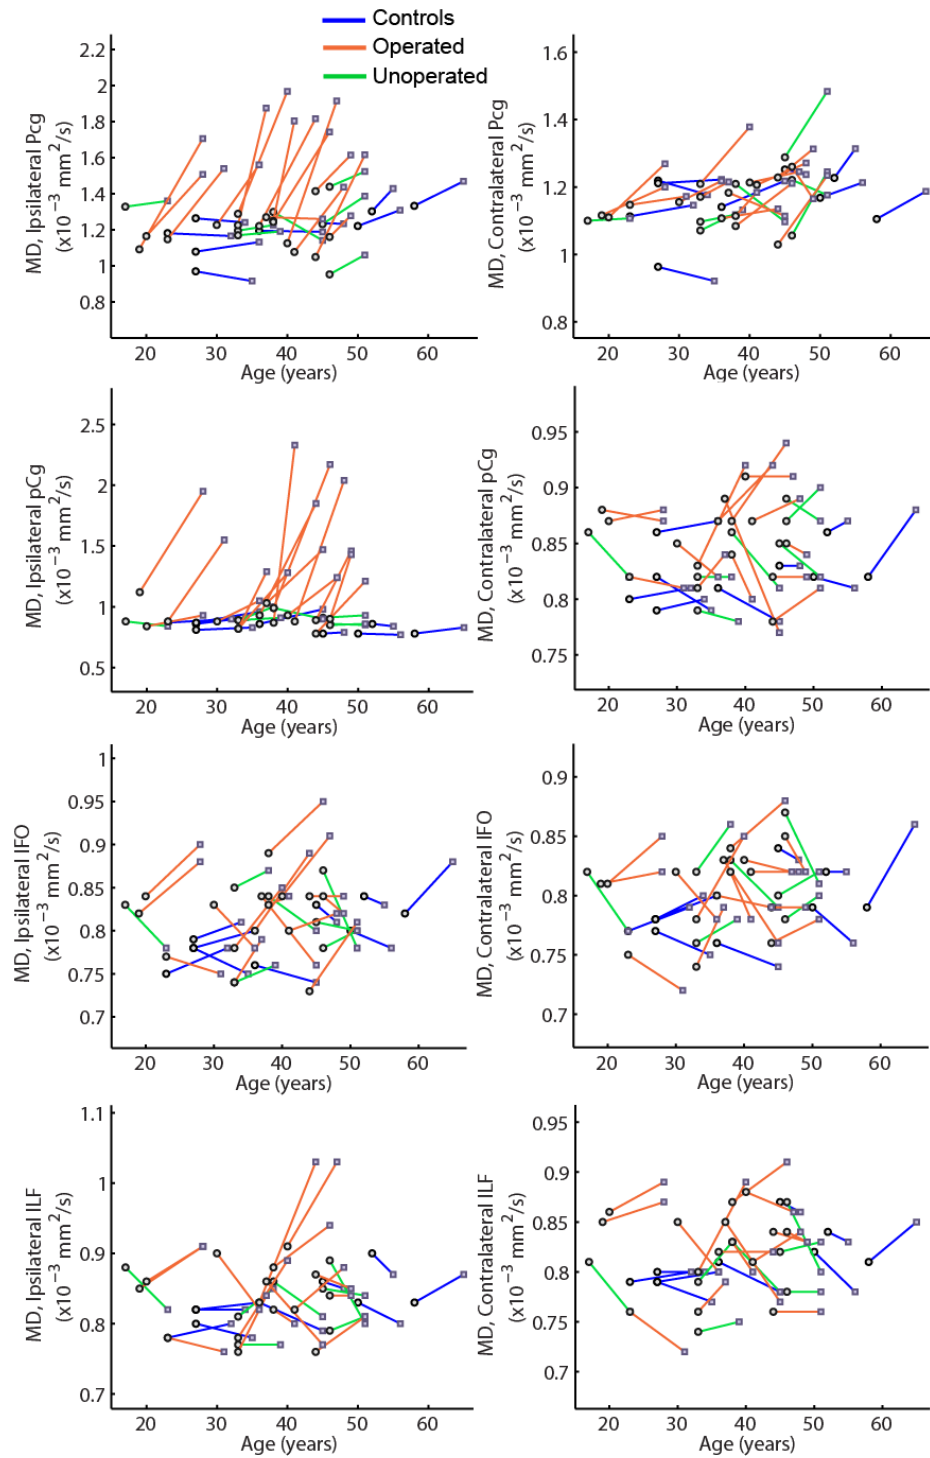 Controls
Operated
Unoperated
MD, Ipsilateral Pcg
(x10⁻³ mm²/s)
2.2
2
1.8
1.6
1.4
1.2
1
0.8
20 30 40 50 60
Age (years)
MD, Contralateral Pcg
(x10⁻³ mm²/s)
1.6
1.4
1.2
1
0.8
20 30 40 50 60
Age (years)
MD, Ipsilateral pCg
(x10⁻³ mm²/s)
2.5
2
1.5
1
0.5
20 30 40 50 60
Age (years)
MD, Contralateral pCg
(x10⁻³ mm²/s)
0.95
0.9
0.85
0.8
0.75
20 30 40 50 60
Age (years)
MD, Ipsilateral IFO
(x10⁻³ mm²/s)
1
0.95
0.9
0.85
0.8
0.75
0.7
20 30 40 50 60
Age (years)
MD, Contralateral IFO
(x10⁻³ mm²/s)
0.9
0.85
0.8
0.75
0.7
20 30 40 50 60
Age (years)
MD, Ipsilateral ILF
(x10⁻³ mm²/s)
1.1
1
0.9
0.8
0.7
20 30 40 50 60
Age (years)
MD, Contralateral ILF
(x10⁻³ mm²/s)
0.95
0.9
0.85
0.8
0.75
0.7
20 30 40 50 60
Age (years)